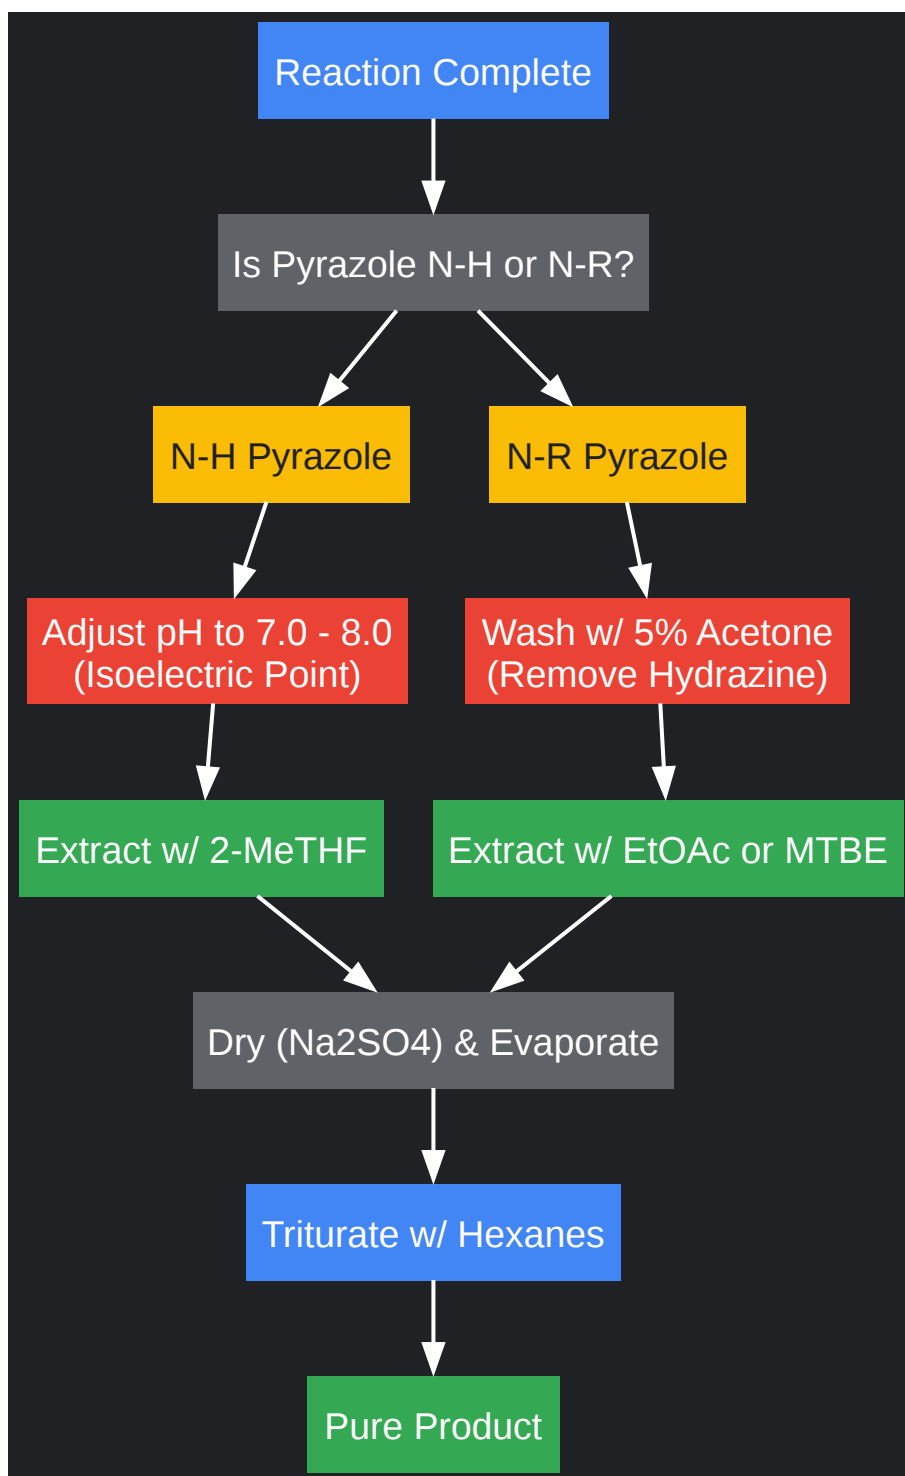 Reaction Complete
Is Pyrazole N-H or N-R?
N-H Pyrazole
N-R Pyrazole
Adjust pH to 7.0 - 8.0
(Isoelectric Point)
Wash w/ 5% Acetone
(Remove Hydrazine)
Extract w/ 2-MeTHF
Extract w/ EtOAc or MTBE
Dry (Na2SO4) & Evaporate
Triturate w/ Hexanes
Pure Product